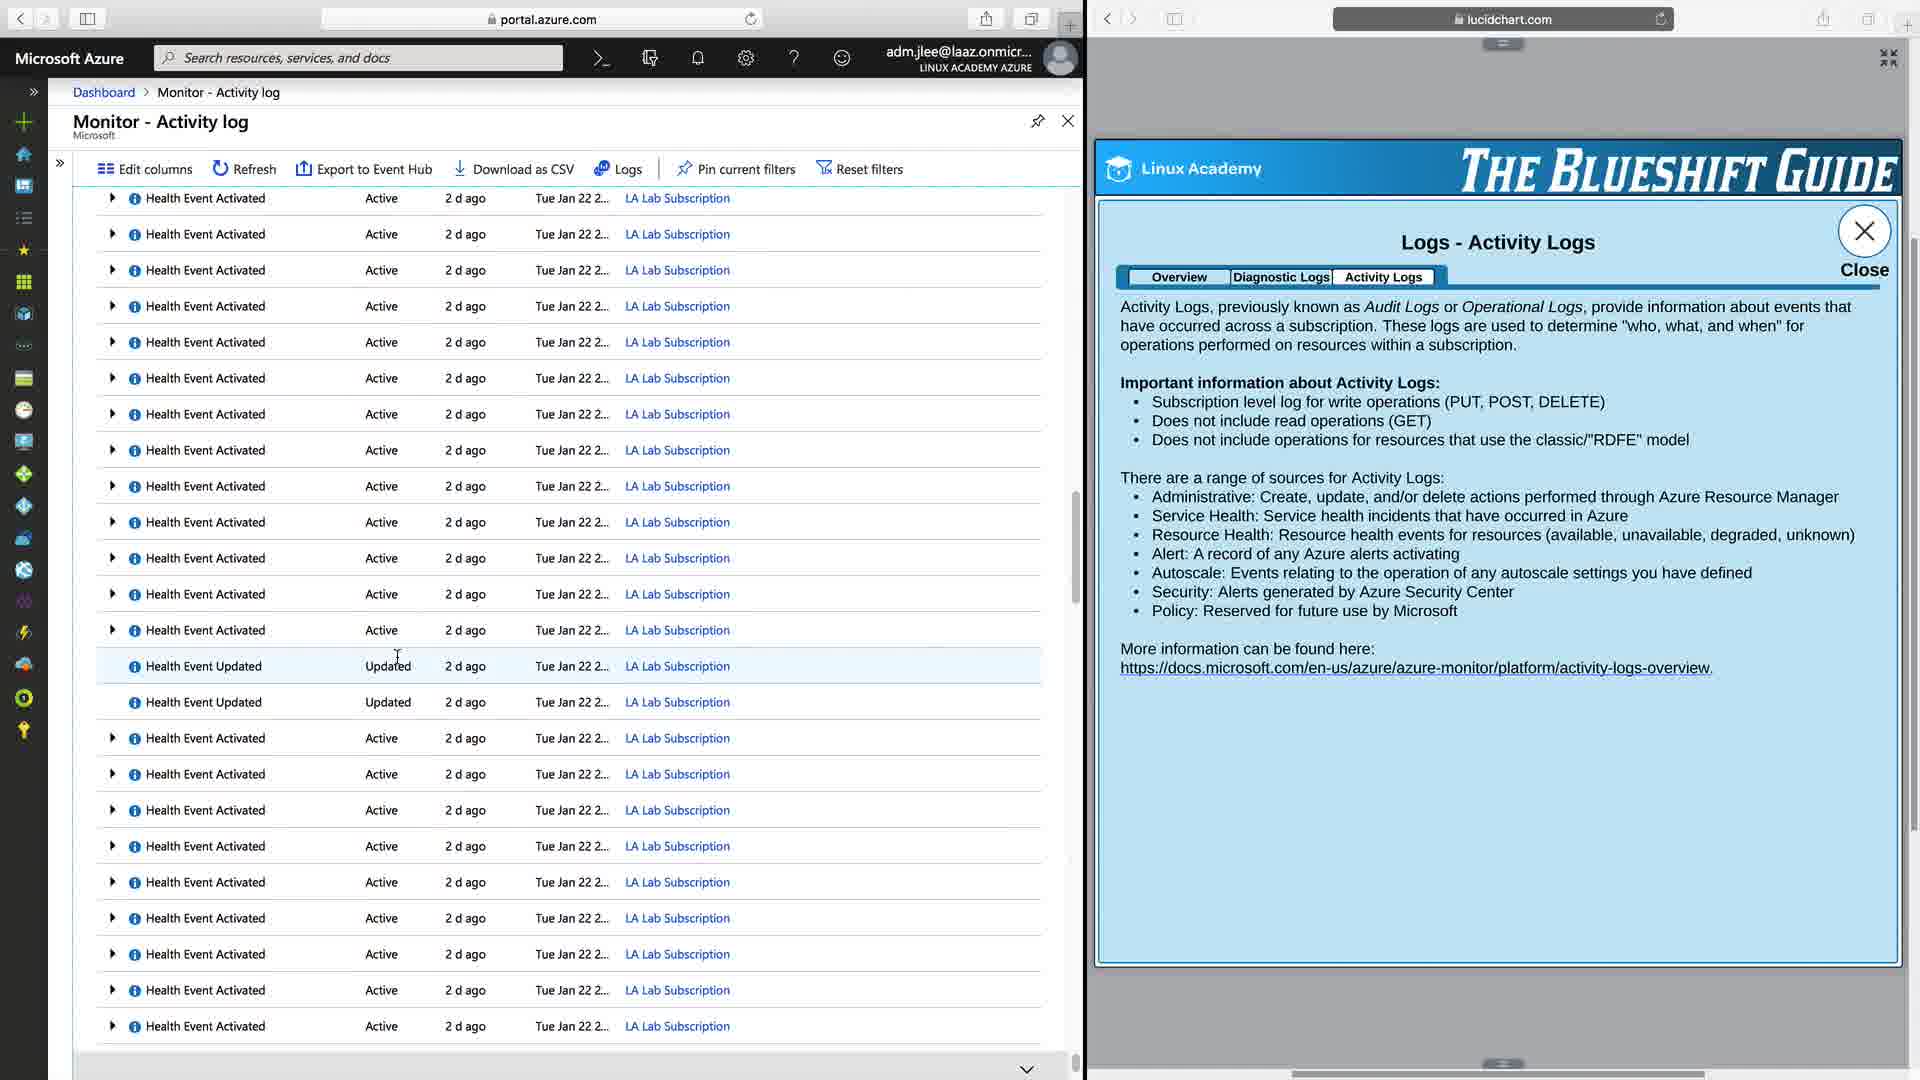 portal.azure.com
Microsoft Azure
Search resources, services, and docs
adm.jlee@laaz.onmicr...
LINUX ACADEMY AZURE
Dashboard > Monitor - Activity log
Monitor - Activity log
Microsoft
Edit columns Refresh Export to Event Hub Download as CSV Logs Pin current filters Reset filters
Health Event Activated Active 2 d ago Tue Jan 22 2... LA Lab Subscription
Health Event Activated Active 2 d ago Tue Jan 22 2... LA Lab Subscription
Health Event Activated Active 2 d ago Tue Jan 22 2... LA Lab Subscription
Health Event Activated Active 2 d ago Tue Jan 22 2... LA Lab Subscription
Health Event Activated Active 2 d ago Tue Jan 22 2... LA Lab Subscription
Health Event Activated Active 2 d ago Tue Jan 22 2... LA Lab Subscription
Health Event Activated Active 2 d ago Tue Jan 22 2... LA Lab Subscription
Health Event Activated Active 2 d ago Tue Jan 22 2... LA Lab Subscription
Health Event Activated Active 2 d ago Tue Jan 22 2... LA Lab Subscription
Health Event Activated Active 2 d ago Tue Jan 22 2... LA Lab Subscription
Health Event Activated Active 2 d ago Tue Jan 22 2... LA Lab Subscription
Health Event Activated Active 2 d ago Tue Jan 22 2... LA Lab Subscription
Health Event Activated Active 2 d ago Tue Jan 22 2... LA Lab Subscription
Health Event Updated Updated 2 d ago Tue Jan 22 2... LA Lab Subscription
Health Event Updated Updated 2 d ago Tue Jan 22 2... LA Lab Subscription
Health Event Activated Active 2 d ago Tue Jan 22 2... LA Lab Subscription
Health Event Activated Active 2 d ago Tue Jan 22 2... LA Lab Subscription
Health Event Activated Active 2 d ago Tue Jan 22 2... LA Lab Subscription
Health Event Activated Active 2 d ago Tue Jan 22 2... LA Lab Subscription
Health Event Activated Active 2 d ago Tue Jan 22 2... LA Lab Subscription
Health Event Activated Active 2 d ago Tue Jan 22 2... LA Lab Subscription
Health Event Activated Active 2 d ago Tue Jan 22 2... LA Lab Subscription
Health Event Activated Active 2 d ago Tue Jan 22 2... LA Lab Subscription
Health Event Activated Active 2 d ago Tue Jan 22 2... LA Lab Subscription
lucidchart.com
Linux Academy
THE BLUESHIFT GUIDE
Logs - Activity Logs
Close
Overview Diagnostic Logs Activity Logs
Activity Logs, previously known as Audit Logs or Operational Logs, provide information about events that
have occurred across a subscription. These logs are used to determine "who, what, and when" for
operations performed on resources within a subscription.
Important information about Activity Logs:
• Subscription level log for write operations (PUT, POST, DELETE)
• Does not include read operations (GET)
• Does not include operations for resources that use the classic/"RDFE" model
There are a range of sources for Activity Logs:
• Administrative: Create, update, and/or delete actions performed through Azure Resource Manager
• Service Health: Service health incidents that have occurred in Azure
• Resource Health: Resource health events for resources (available, unavailable, degraded, unknown)
• Alert: A record of any Azure alerts activating
• Autoscale: Events relating to the operation of any autoscale settings you have defined
• Security: Alerts generated by Azure Security Center
• Policy: Reserved for future use by Microsoft
More information can be found here:
https://docs.microsoft.com/en-us/azure/azure-monitor/platform/activity-logs-overview.